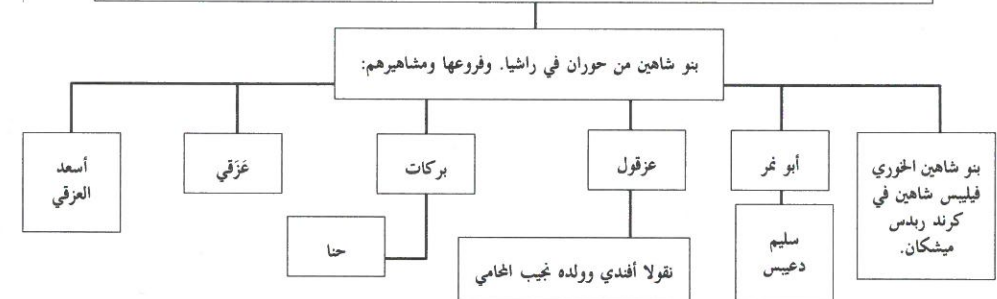 بنو شاهين من حوران في راشيا. وفروعها ومشاهيرهم:
بنو شاهين الخوري
فيليبس شاهين في
كرند ربدس
ميشكان.
أبو نمر
سليم
دعيبس
عزقول
نقولا أفندي وولده نجيب المحامي
بركات
حنا
عَزَقي
أسعد
العزقي